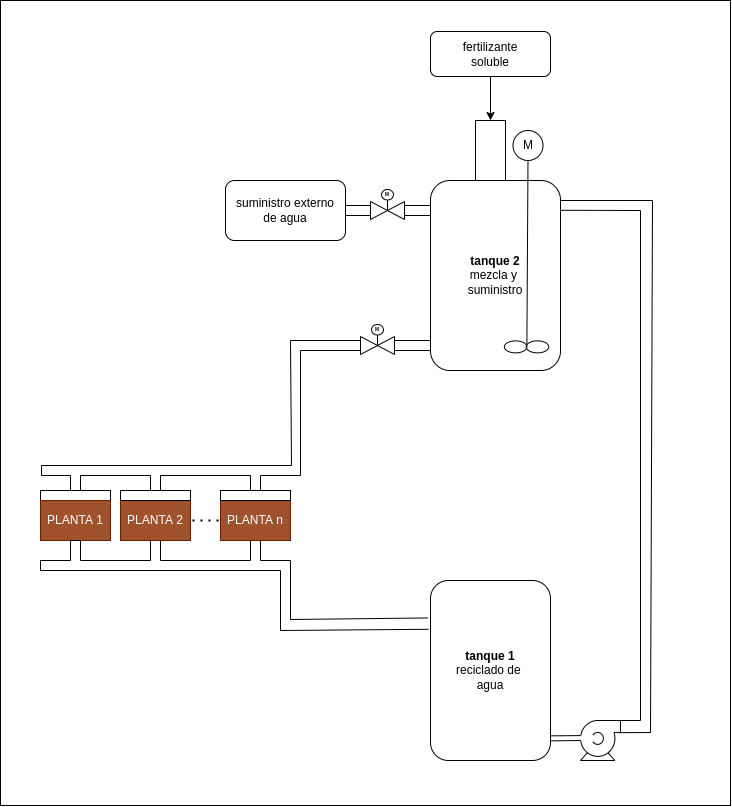 fertilizante
soluble
M
M
suministro externo
de agua
tanque 2
mezcla y
suministro
M
PLANTA 1
PLANTA 2
....
PLANTA n
tanque 1
reciclado de
agua